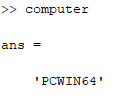 >> computer
ans =
'PCWIN64'